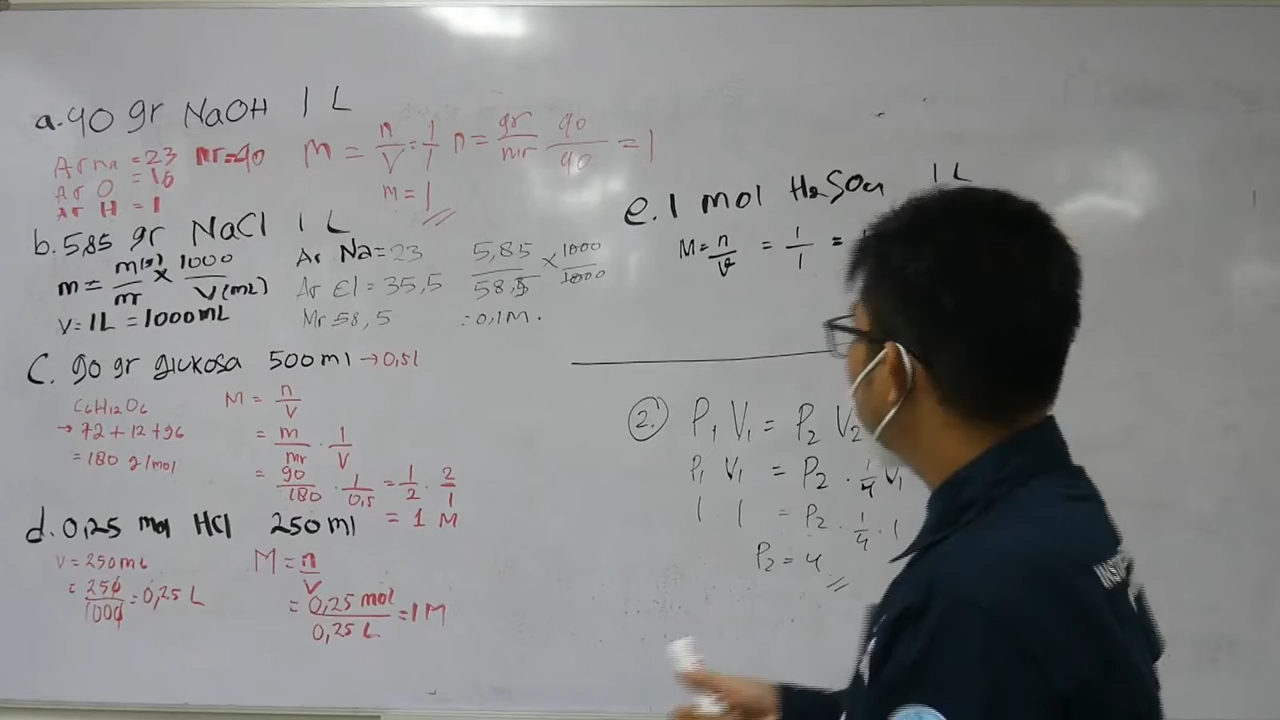 a. 40 gr NaOH 1 L
Ar Na = 23 Mr = 40
Ar O = 16
Ar H = 1
M = n/V = 1/1 n = gr/mr 40/40 = 1
m = 1
b. 5,85 gr NaCl 1 L
m = m(gr)/mr × 1000/V(mL)
V = 1L = 1000 mL
Ar Na = 23
Ar Cl = 35,5
Mr 58,5
5,85/58,5 × 1000/1000
= 0,1 M.
C. 90 gr glukosa 500 ml → 0,5 l
C6H12O6
→ 72 + 12 + 96
= 180 g/mol
M = n/V
= m/mr · 1/V
= 90/180 · 1/0,5 = 1/2 · 2/1
= 1 M
d. 0,25 mol HCl 250 ml
V = 250 mL
= 250/1000 = 0,25 L
M = n/V
= 0,25 mol/0,25 L = 1 M
e. 1 mol H2SO4 1 L
M = n/V = 1/1 =
2. P1 V1 = P2 V2
P1 V1 = P2 · 1/4 V1
1 1 = P2 · 1/4 · 1
P2 = 4